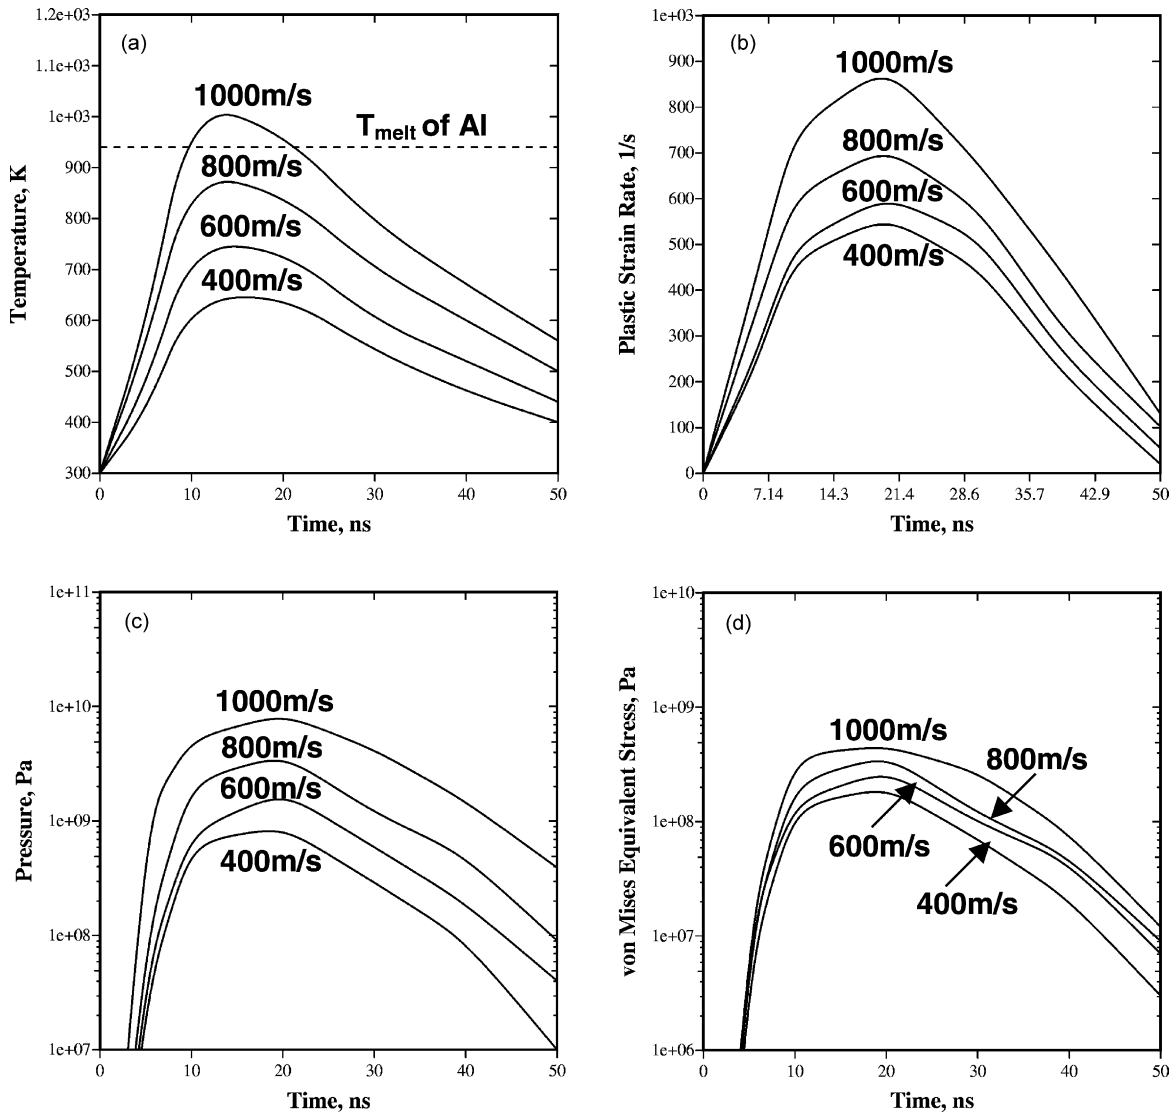 (a)
1.2e+03
1.1e+03
1e+03
900
800
700
600
500
400
300
Temperature, K
1000m/s
T_melt of Al
800m/s
600m/s
400m/s
0
10
20
30
40
50
Time, ns
(b)
1e+03
900
800
700
600
500
400
300
200
100
0
Plastic Strain Rate, 1/s
1000m/s
800m/s
600m/s
400m/s
0
7.14
14.3
21.4
28.6
35.7
42.9
50
Time, ns
(c)
1e+11
1e+10
1e+09
1e+08
1e+07
Pressure, Pa
1000m/s
800m/s
600m/s
400m/s
0
10
20
30
40
50
Time, ns
(d)
1e+10
1e+09
1e+08
1e+07
1e+06
von Mises Equivalent Stress, Pa
1000m/s
800m/s
600m/s
400m/s
0
10
20
30
40
50
Time, ns